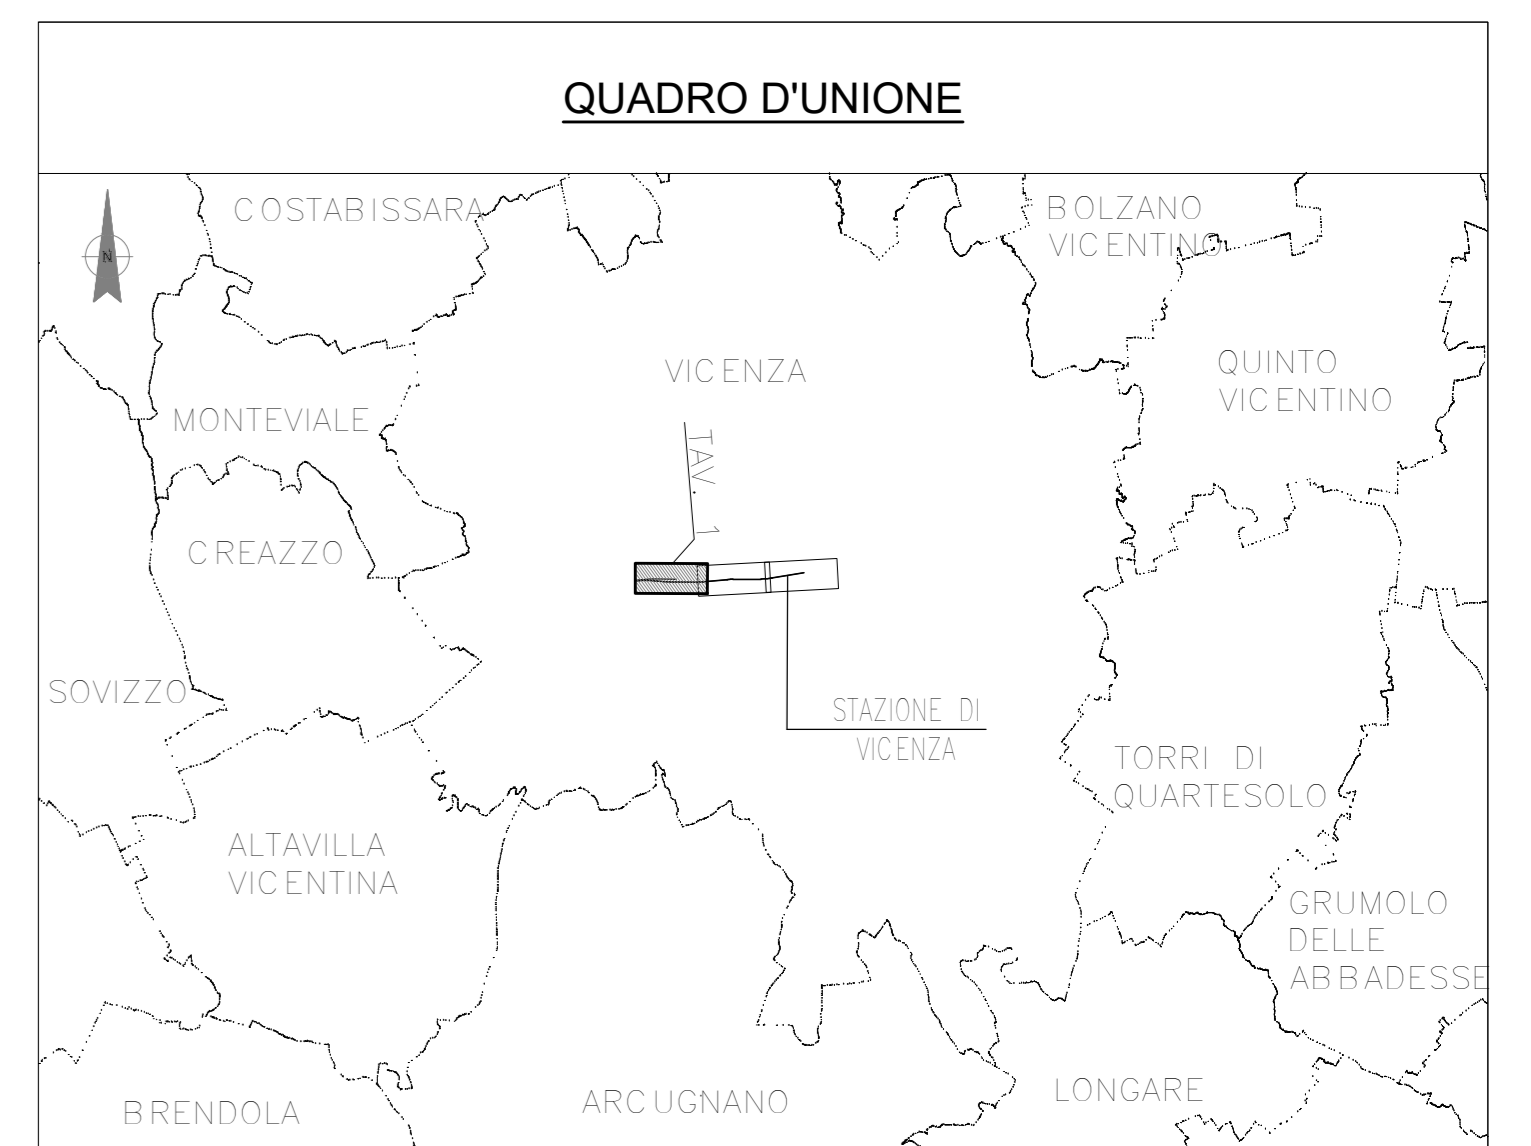 QUADRO D'UNIONE
N
COSTABISSARA
BOLZANO
VICENTINO
VICENZA
QUINTO
VICENTINO
MONTEVIALE
TAV. 1
CREAZZO
SOVIZZO
STAZIONE DI
VICENZA
TORRI DI
QUARTESOLO
ALTAVILLA
VICENTINA
GRUMOLO
DELLE
ABBADESSE
BRENDOLA
ARCUGNANO
LONGARE